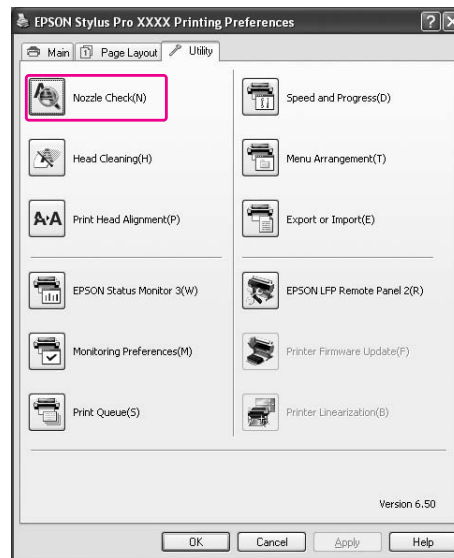 EPSON Stylus Pro XXXX Printing Preferences
Main
Page Layout
Utility
Nozzle Check(N)
Speed and Progress(D)
Head Cleaning(H)
Menu Arrangement(T)
A·A
Print Head Alignment(P)
Export or Import(E)
EPSON Status Monitor 3(W)
EPSON LFP Remote Panel 2(R)
Monitoring Preferences(M)
Printer Firmware Update(F)
Print Queue(S)
Printer Linearization(B)
Version 6.50
OK
Cancel
Apply
Help